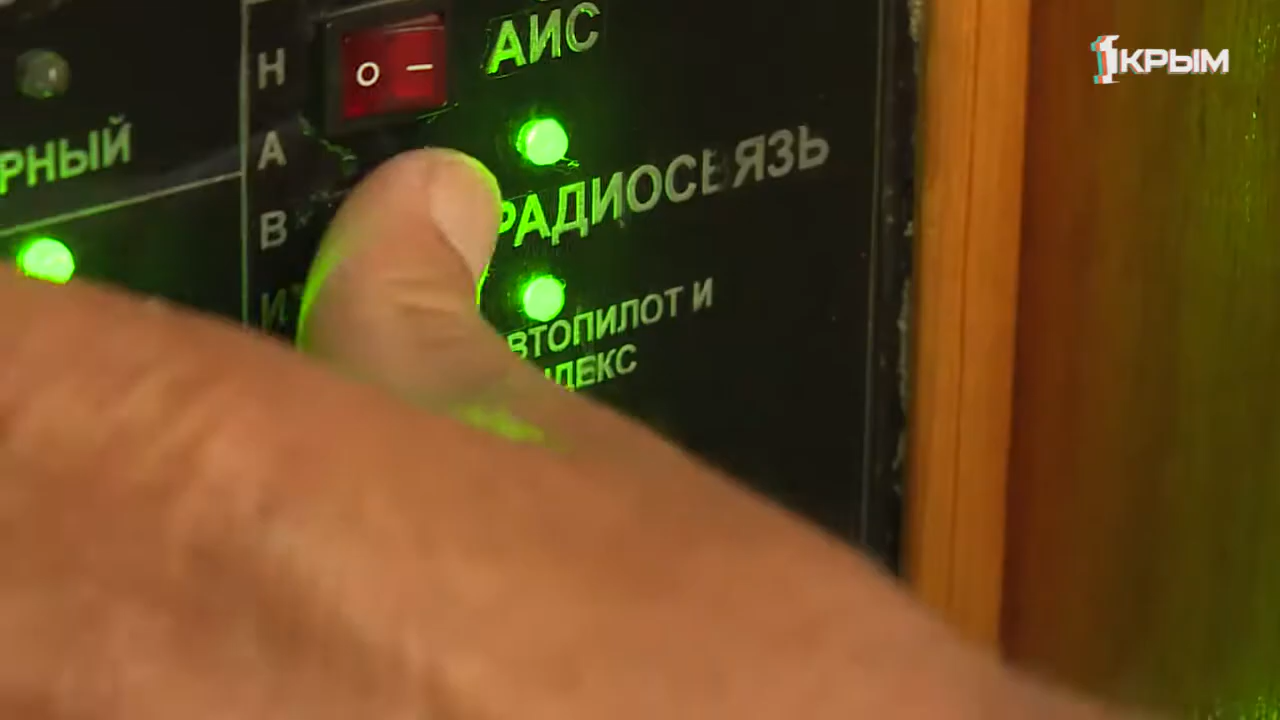 1КРЫМ
АИС
РНЫЙ
РАДИОСВЯЗЬ
ВТОПИЛОТ И
ДЕКС
Н
А
В
И